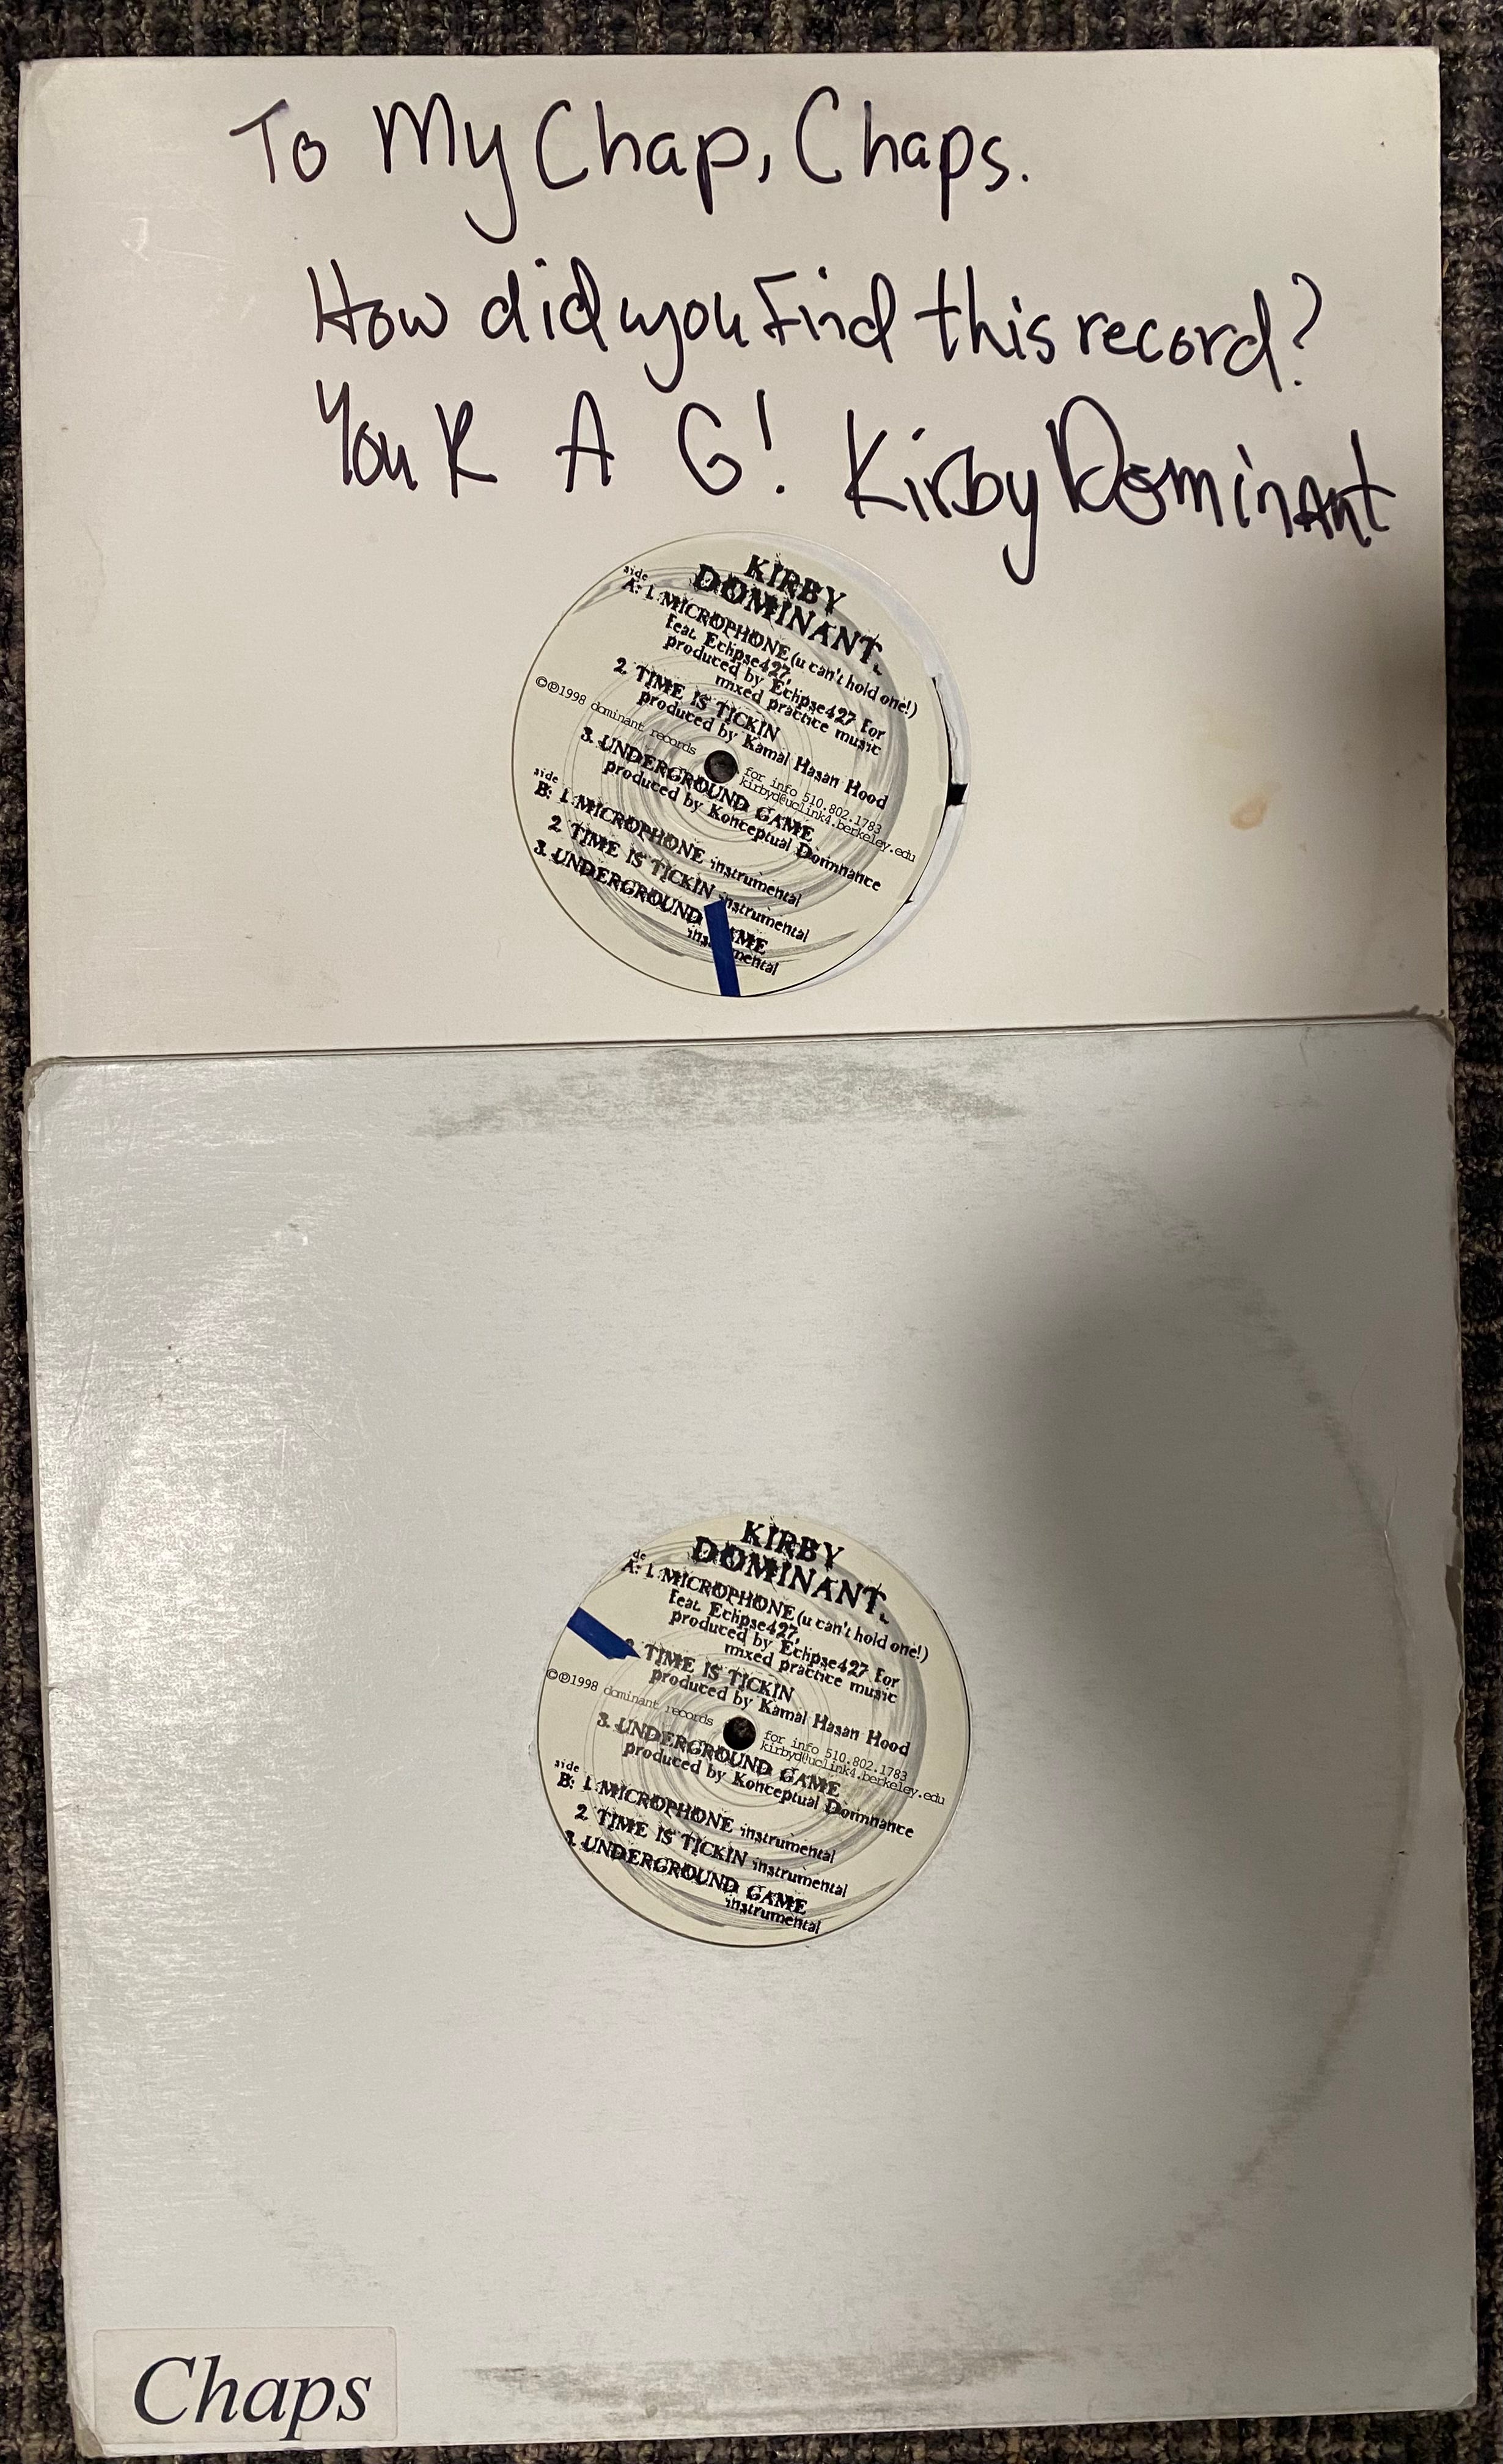 To My Chap, Chaps.
How did you Find this record?
You R A G! Kirby Dominant
KIRBY
DOMINANT
side
A: 1. MICROPHONE (u can't hold one!)
feat. Eclipse427,
produced by Eclipse427 for
mixed practice music
2. TIME IS TICKIN
produced by Kamal Hasan Hood
©℗1998 dominant records
for info 510.802.1783
kirbyd@uclink4.berkeley.edu
3. UNDERGROUND GAME
produced by Konceptual Dominance
side
B: 1. MICROPHONE instrumental
2. TIME IS TICKIN instrumental
3. UNDERGROUND
KIRBY
DOMINANT
de
A: 1. MICROPHONE (u can't hold one!)
feat. Eclipse427,
produced by Eclipse427 for
mixed practice music
TIME IS TICKIN
produced by Kamal Hasan Hood
©℗1998 dominant records
for info 510.802.1783
kirbyd@uclink4.berkeley.edu
3. UNDERGROUND GAME
produced by Konceptual Dominance
side
B: 1. MICROPHONE instrumental
2. TIME IS TICKIN instrumental
3. UNDERGROUND GAME
instrumental
Chaps